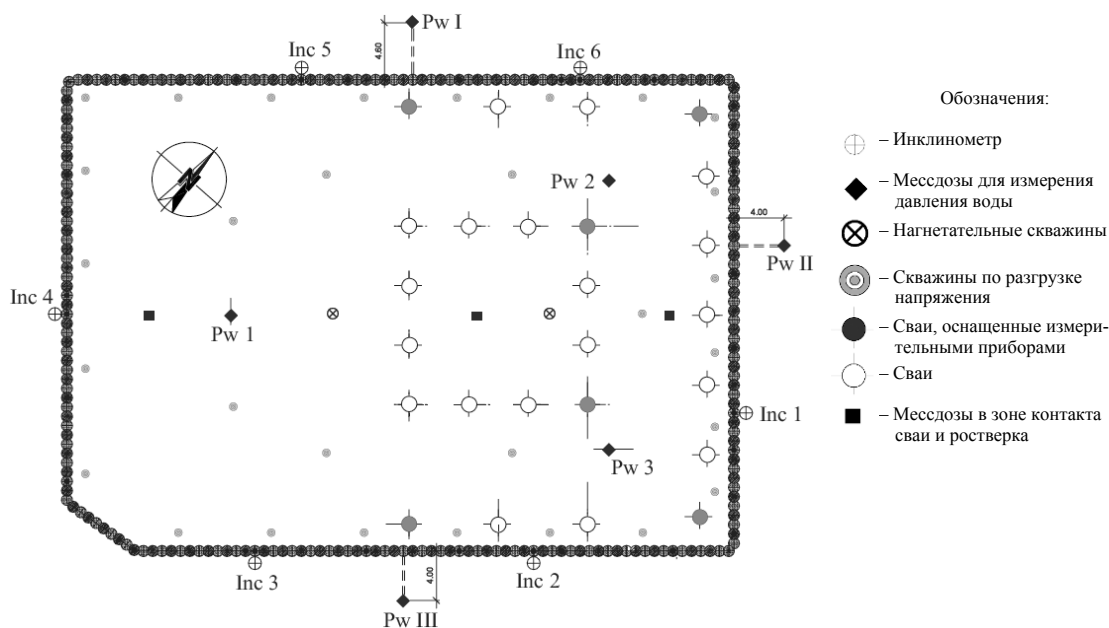 Pw I
4.60
Inc 5
Inc 6
Обозначения:
– Инклинометр
Pw 2
– Мессдозы для измерения
давления воды
4.00
– Нагнетательные скважины
Pw II
– Скважины по разгрузке
напряжения
Inc 4
Pw 1
– Сваи, оснащенные измери-
тельными приборами
– Сваи
Inc 1
– Мессдозы в зоне контакта
сваи и ростверка
Pw 3
Inc 3
Inc 2
4.00
Pw III
N